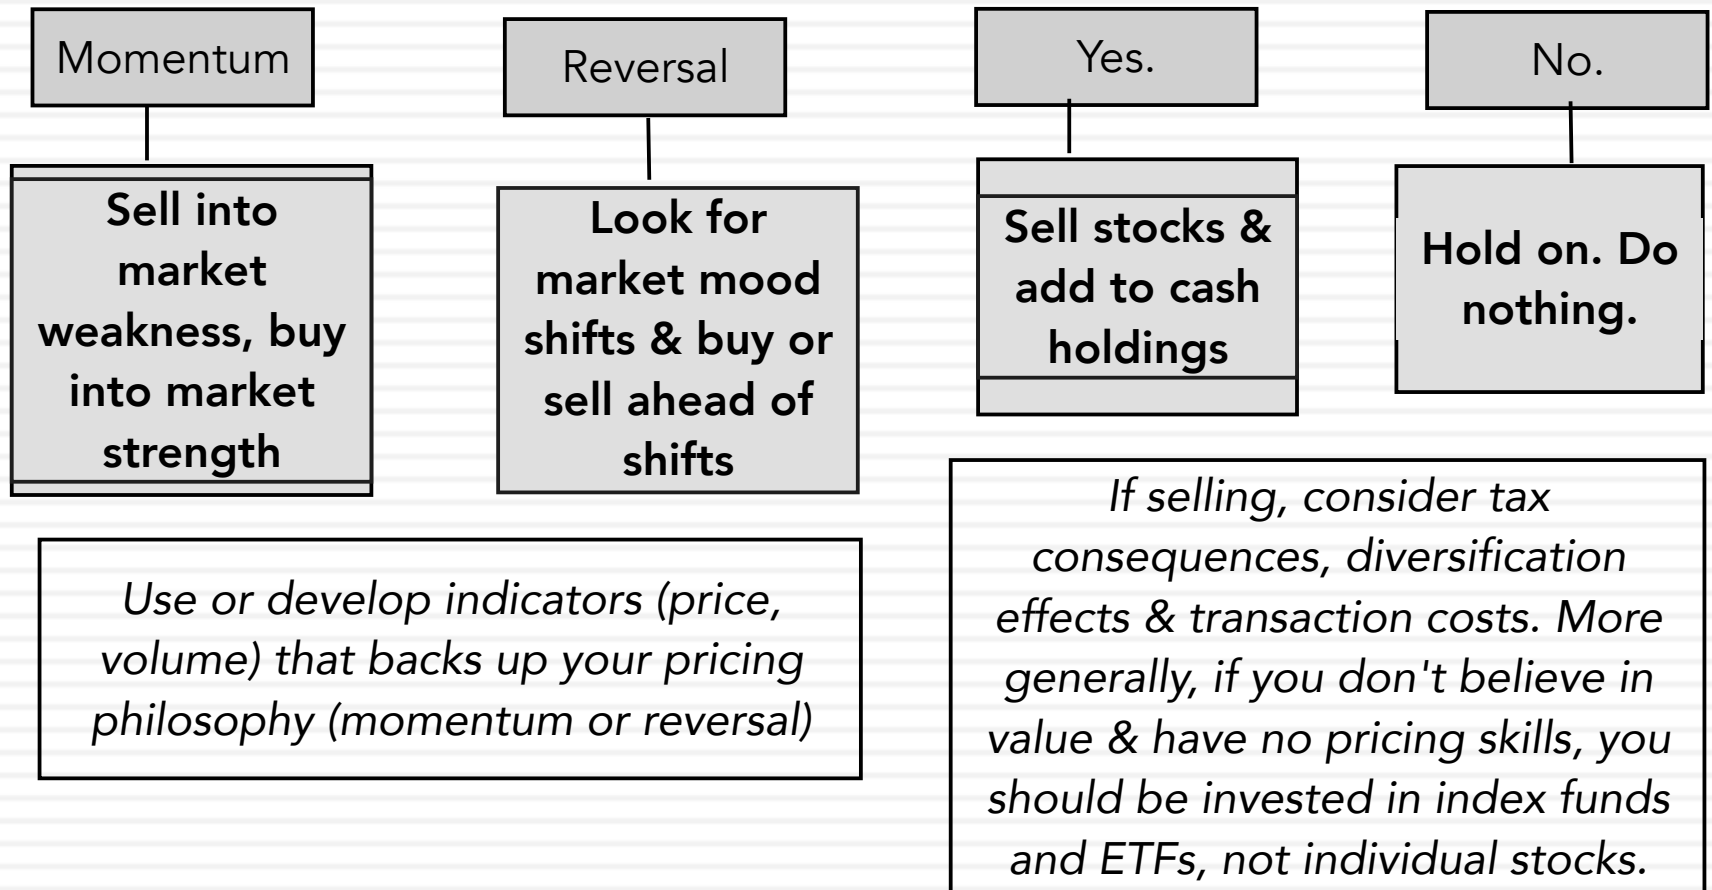 Momentum
Sell into
market
weakness, buy
into market
strength
Reversal
Look for
market mood
shifts & buy or
sell ahead of
shifts
Use or develop indicators (price,
volume) that backs up your pricing
philosophy (momentum or reversal)
Yes.
Sell stocks &
add to cash
holdings
No.
Hold on. Do
nothing.
If selling, consider tax
consequences, diversification
effects & transaction costs. More
generally, if you don't believe in
value & have no pricing skills, you
should be invested in index funds
and ETFs, not individual stocks.